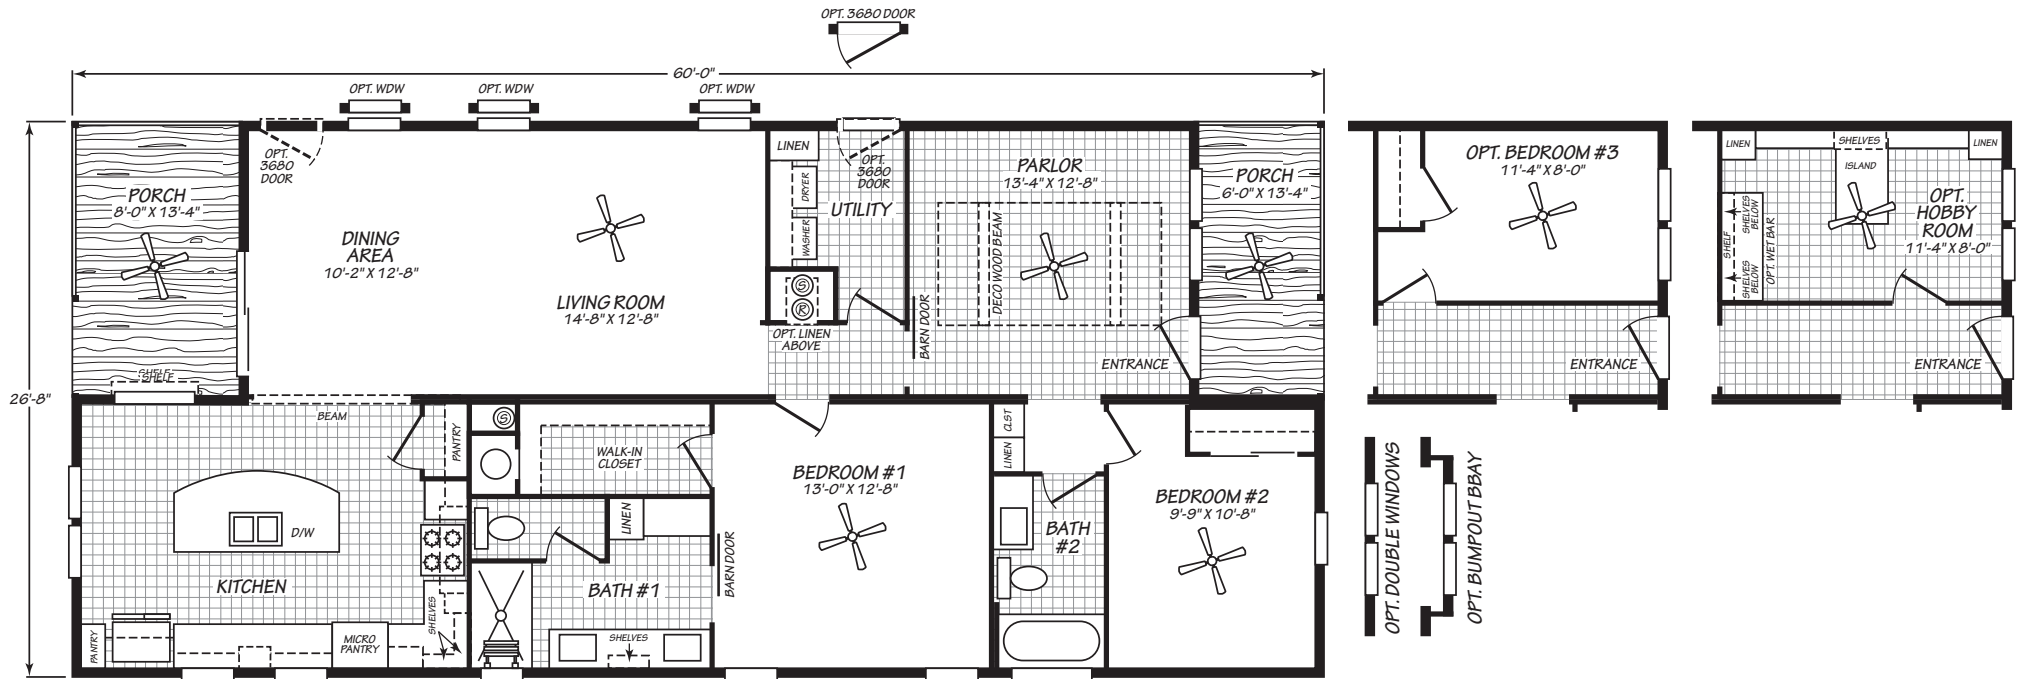 OPT. 3680 DOOR
60'-0"
OPT. WDW
OPT. WDW
OPT. WDW
26'-8"
PORCH
8'-0" X 13'-4"
SHELF
SHELF
OPT.
3680
DOOR
DINING
AREA
10'-2" X 12'-8"
LIVING ROOM
14'-8" X 12'-8"
LINEN
DRYER
WASHER
OPT.
3680
DOOR
UTILITY
S
R
OPT. LINEN
ABOVE
BARN DOOR
PARLOR
13'-4" X 12'-8"
DECO WOOD BEAM
ENTRANCE
PORCH
6'-0" X 13'-4"
OPT. BEDROOM #3
11'-4" X 8'-0"
ENTRANCE
LINEN
SHELVES
LINEN
ISLAND
SHELF
SHELVES
BELOW
SHELVES
BELOW
OPT. WET BAR
OPT.
HOBBY
ROOM
11'-4" X 8'-0"
ENTRANCE
BEAM
PANTRY
D/W
KITCHEN
PANTRY
MICRO
PANTRY
SHELVES
S
WALK-IN
CLOSET
LINEN
BATH #1
SHELVES
BARN DOOR
BEDROOM #1
13'-0" X 12'-8"
CLST
LINEN
BATH
#2
BEDROOM #2
9'-9" X 10'-8"
OPT. DOUBLE WINDOWS
OPT. BUMPOUT BBAY